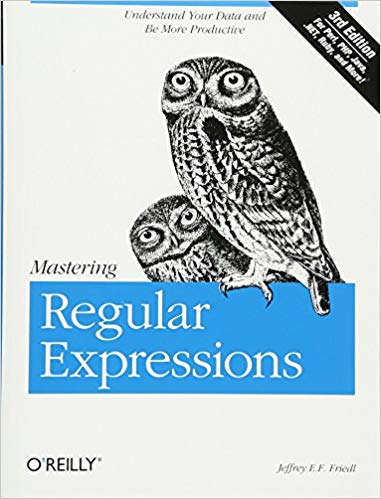 Understand Your Data and
Be More Productive
3rd Edition
For Perl, PHP, Java,
.NET, Ruby, and More!
Mastering
Regular
Expressions
O'REILLY®
Jeffrey E.F. Friedl